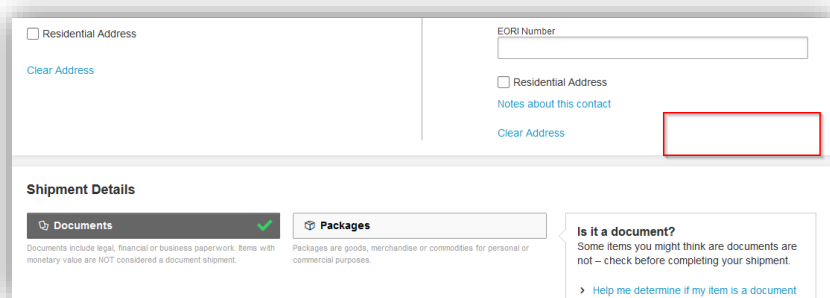 Residential Address
Clear Address
EORI Number
Residential Address
Notes about this contact
Clear Address
Shipment Details
Documents
Documents include legal, financial or business paperwork. Items with
monetary value are NOT considered a document shipment.
Packages
Packages are goods, merchandise or commodities for personal or
commercial purposes.
Is it a document?
Some items you might think are documents are
not – check before completing your shipment.
Help me determine if my item is a document